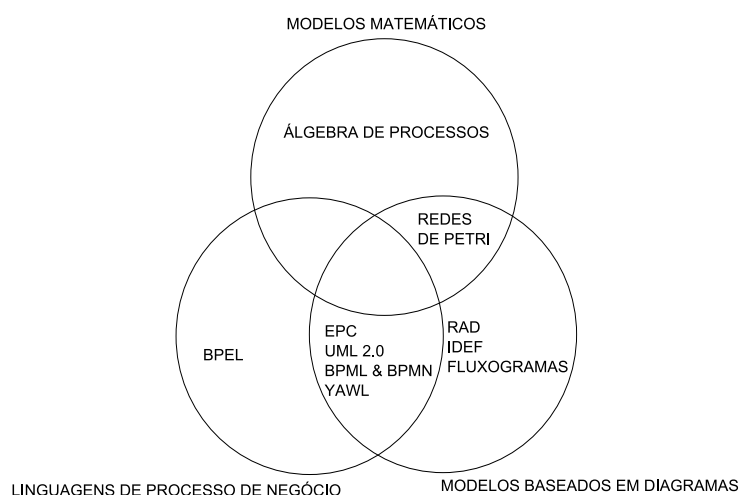 MODELOS MATEMÁTICOS
ÁLGEBRA DE PROCESSOS
REDES
DE PETRI
BPEL
EPC
UML 2.0
BPML & BPMN
YAWL
RAD
IDEF
FLUXOGRAMAS
LINGUAGENS DE PROCESSO DE NEGÓCIO
MODELOS BASEADOS EM DIAGRAMAS